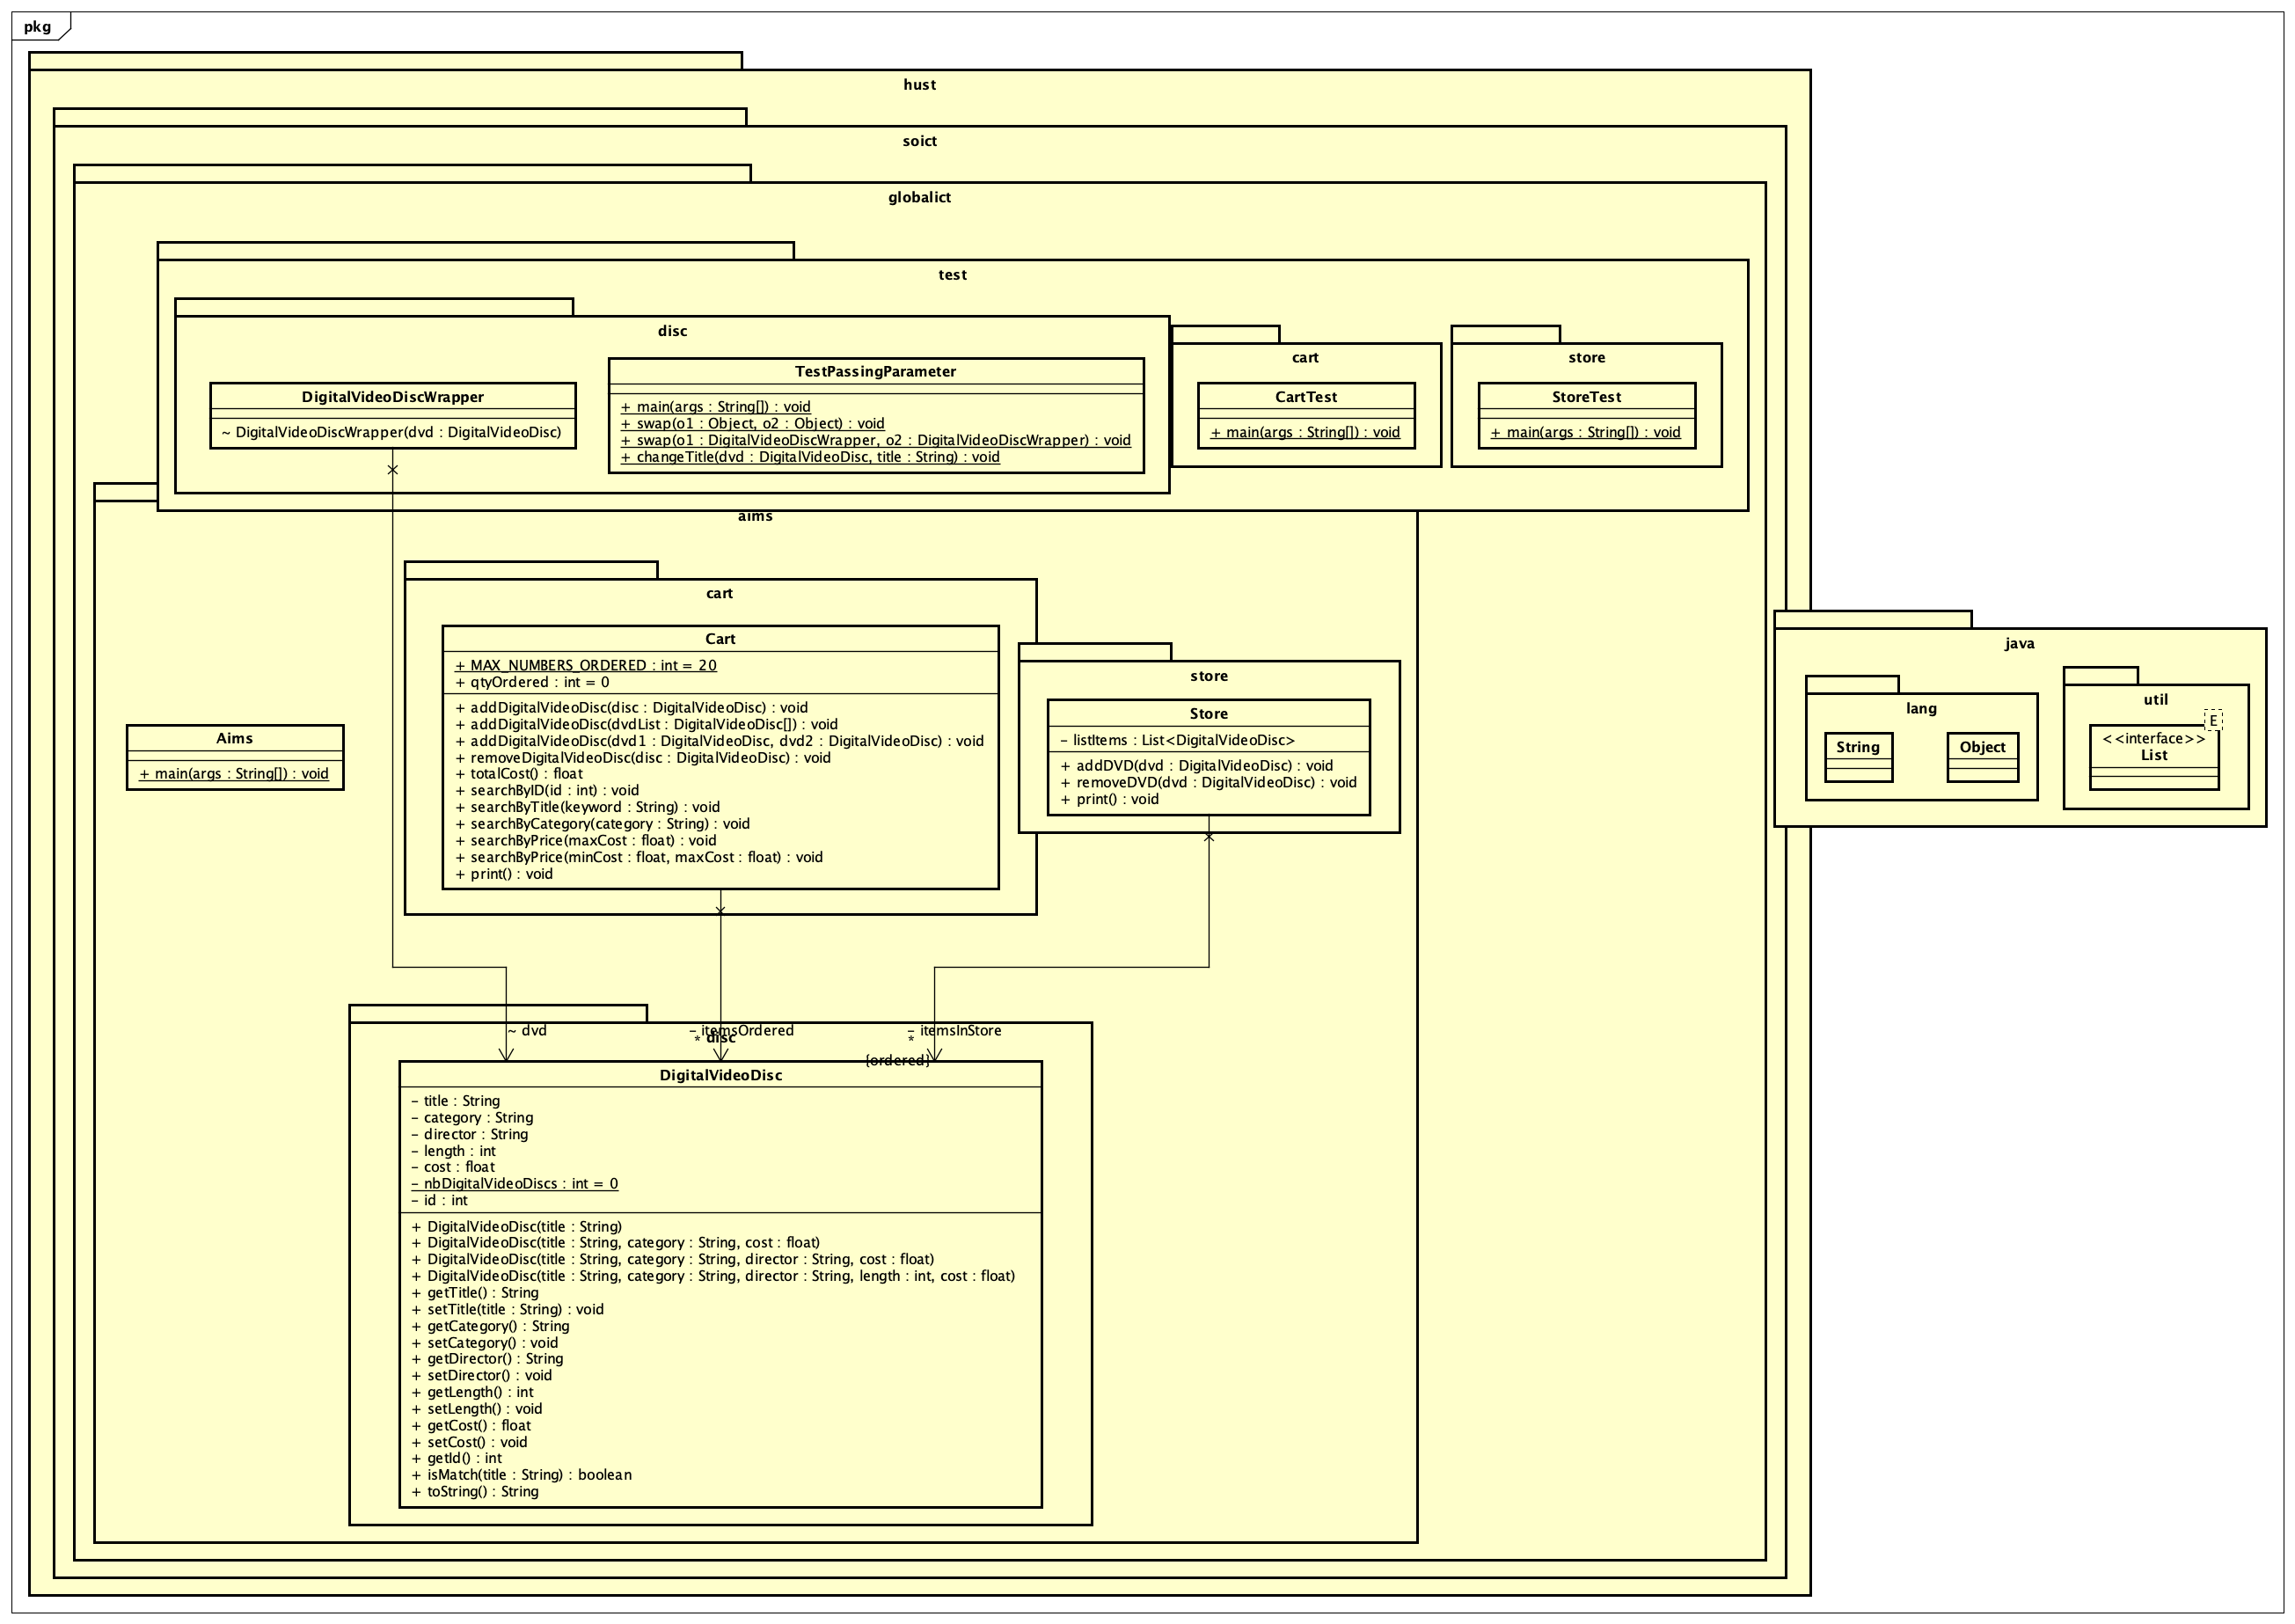 pkg
hust
soict
globalict
test
disc
DigitalVideoDiscWrapper
~ DigitalVideoDiscWrapper(dvd : DigitalVideoDisc)
TestPassingParameter
+ main(args : String[]) : void
+ swap(o1 : Object, o2 : Object) : void
+ swap(o1 : DigitalVideoDiscWrapper, o2 : DigitalVideoDiscWrapper) : void
+ changeTitle(dvd : DigitalVideoDisc, title : String) : void
cart
CartTest
+ main(args : String[]) : void
store
StoreTest
+ main(args : String[]) : void
aims
Aims
+ main(args : String[]) : void
cart
Cart
+ MAX_NUMBERS_ORDERED : int = 20
+ qtyOrdered : int = 0
+ addDigitalVideoDisc(disc : DigitalVideoDisc) : void
+ addDigitalVideoDisc(dvdList : DigitalVideoDisc[]) : void
+ addDigitalVideoDisc(dvd1 : DigitalVideoDisc, dvd2 : DigitalVideoDisc) : void
+ removeDigitalVideoDisc(disc : DigitalVideoDisc) : void
+ totalCost() : float
+ searchByID(id : int) : void
+ searchByTitle(keyword : String) : void
+ searchByCategory(category : String) : void
+ searchByPrice(maxCost : float) : void
+ searchByPrice(minCost : float, maxCost : float) : void
+ print() : void
store
Store
- listItems : List<DigitalVideoDisc>
+ addDVD(dvd : DigitalVideoDisc) : void
+ removeDVD(dvd : DigitalVideoDisc) : void
+ print() : void
java
lang
String
Object
util
E
<<interface>>
List
~ dvd
- itemsOrdered
*
- itemsInStore
*
{ordered}
disc
DigitalVideoDisc
- title : String
- category : String
- director : String
- length : int
- cost : float
- nbDigitalVideoDiscs : int = 0
- id : int
+ DigitalVideoDisc(title : String)
+ DigitalVideoDisc(title : String, category : String, cost : float)
+ DigitalVideoDisc(title : String, category : String, director : String, cost : float)
+ DigitalVideoDisc(title : String, category : String, director : String, length : int, cost : float)
+ getTitle() : String
+ setTitle(title : String) : void
+ getCategory() : String
+ setCategory() : void
+ getDirector() : String
+ setDirector() : void
+ getLength() : int
+ setLength() : void
+ getCost() : float
+ setCost() : void
+ getId() : int
+ isMatch(title : String) : boolean
+ toString() : String